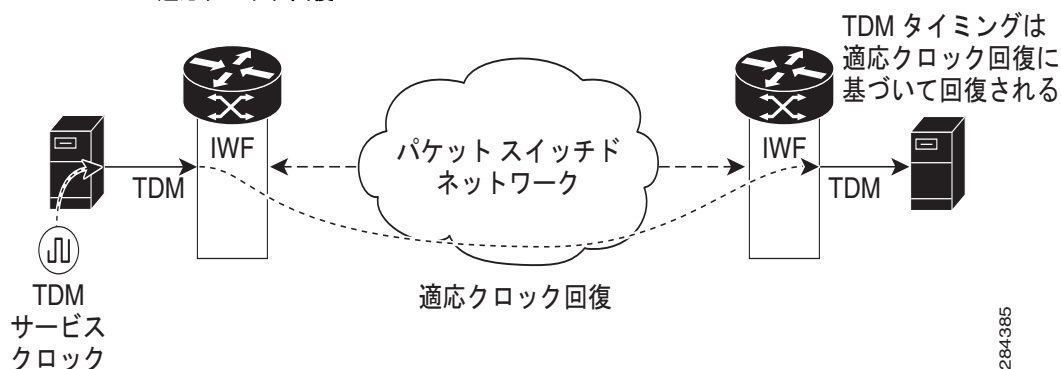 TDM タイミングは
適応クロック回復に
基づいて回復される
IWF
IWF
パケット スイッチド
ネットワーク
TDM
TDM
適応クロック回復
TDM
サービス
クロック
284385